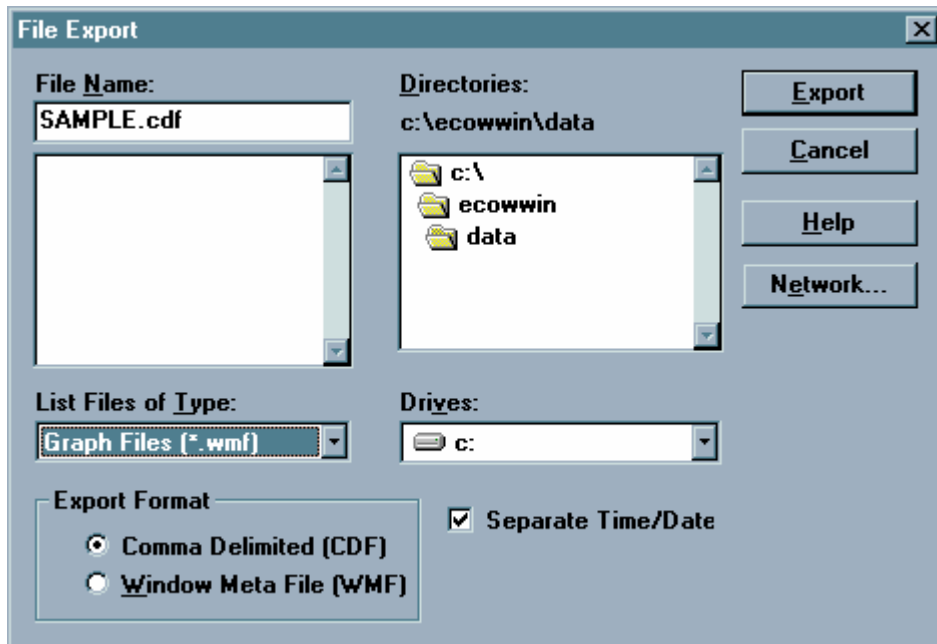 File Export
File Name:
SAMPLE.cdf
Directories:
c:\ecowwin\data
c:\
ecowwin
data
Export
Cancel
Help
Network...
List Files of Type:
Graph Files (*.wmf)
Drives:
c:
Export Format
Comma Delimited (CDF)
Window Meta File (WMF)
Separate Time/Date